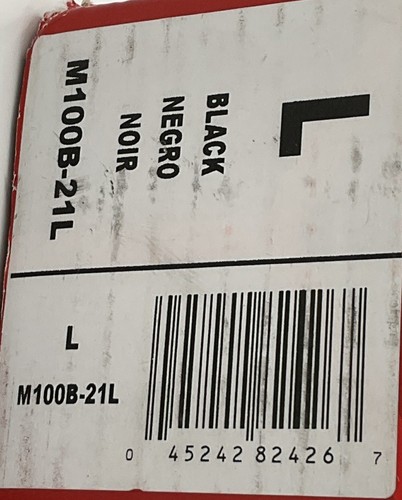 L
BLACK
NEGRO
NOIR
M100B-21L
L
M100B-21L
0 45242 82426 7